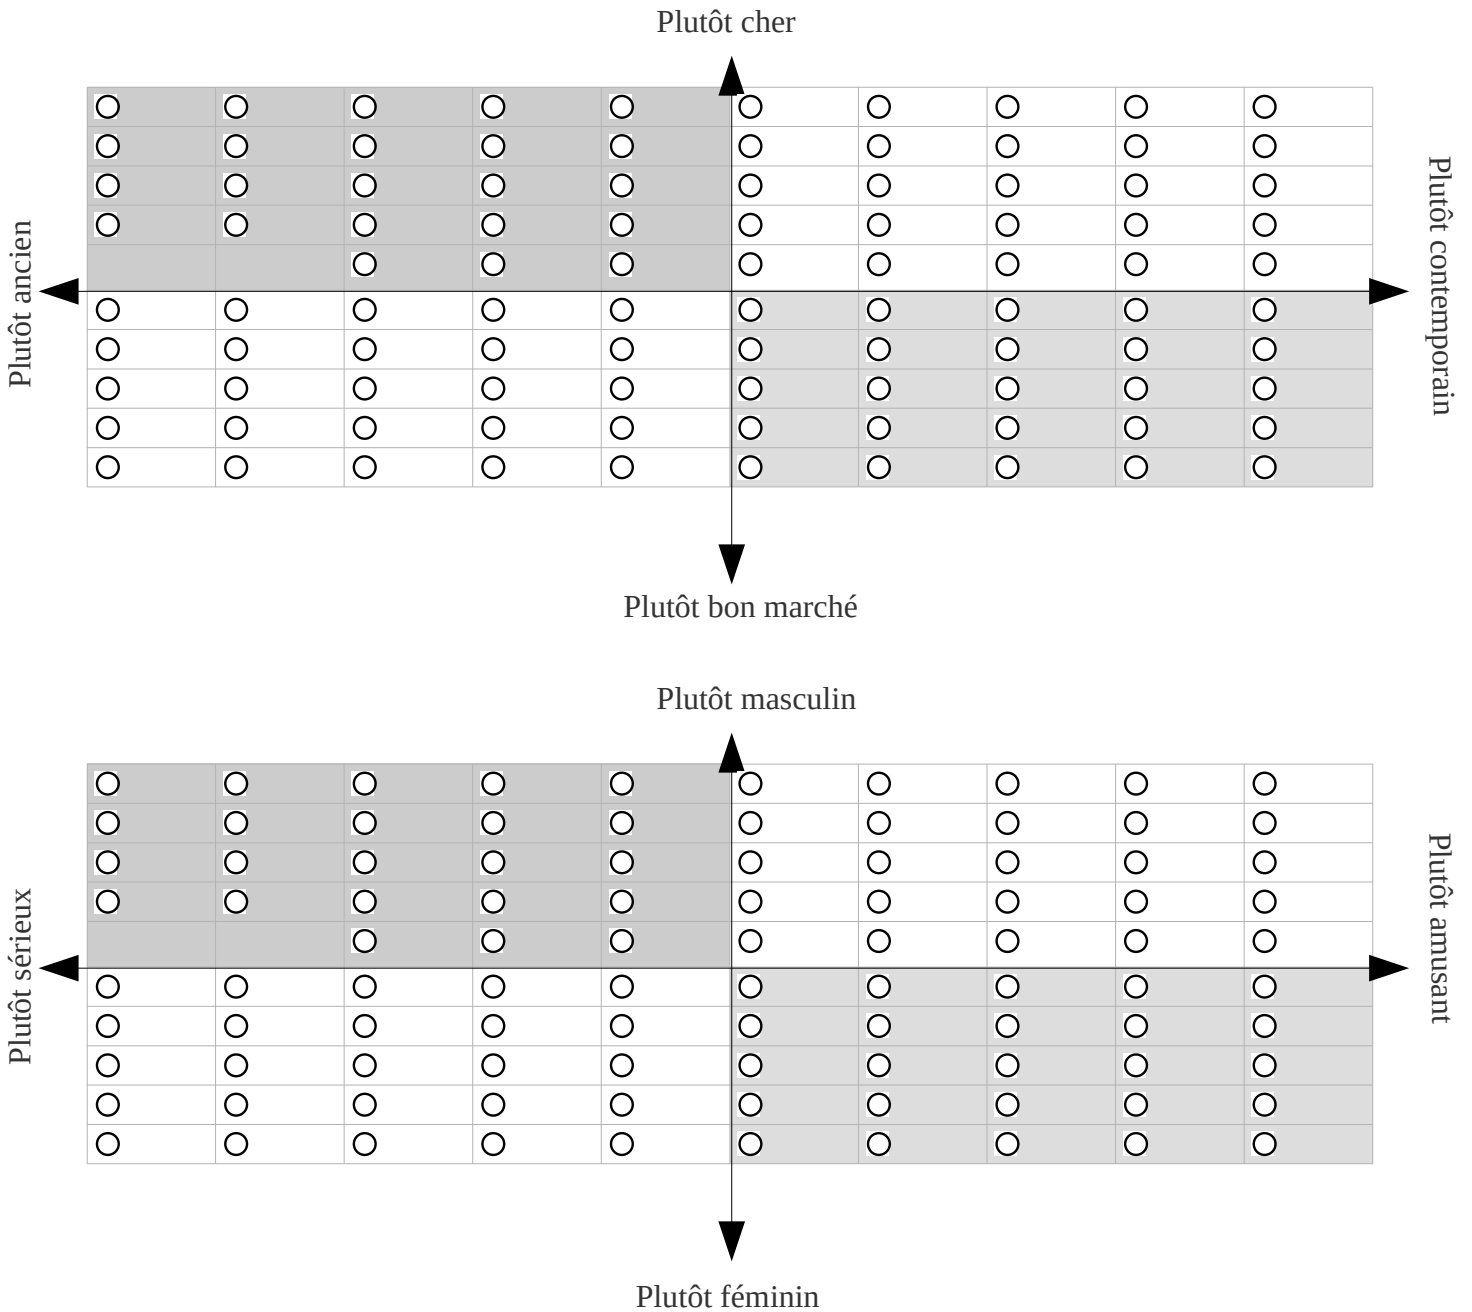 Plutôt cher
Plutôt ancien
Plutôt contemporain
Plutôt bon marché
Plutôt masculin
Plutôt sérieux
Plutôt amusant
Plutôt féminin